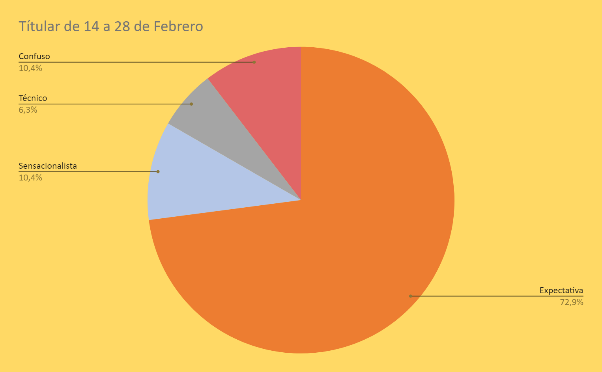 Títular de 14 a 28 de Febrero
Confuso
10,4%
Técnico
6,3%
Sensacionalista
10,4%
Expectativa
72,9%